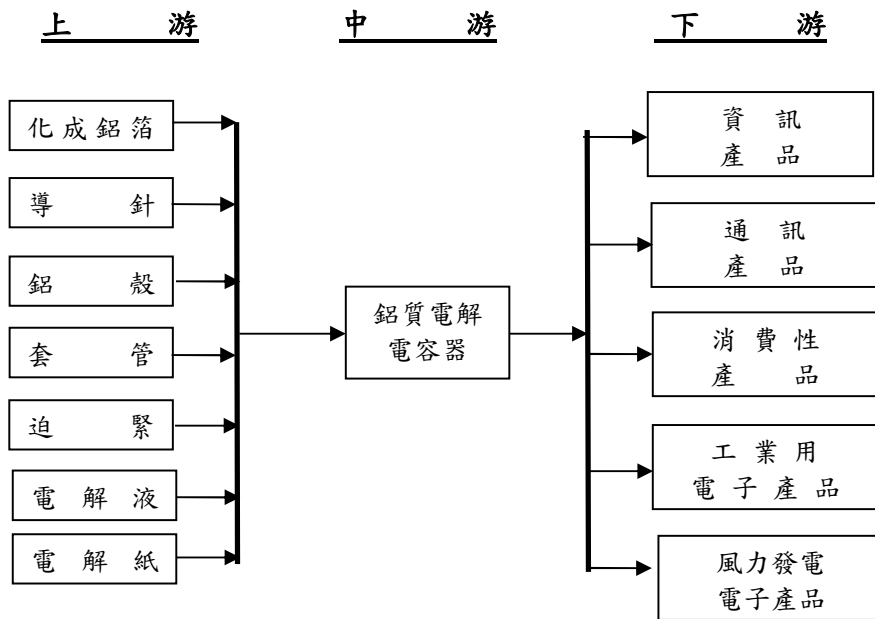 上游 中游 下游
化成鋁箔
導針
鋁殼
套管
迫緊
電解液
電解紙
鋁質電解
電容器
資訊
產品
通訊
產品
消費性
產品
工業用
電子產品
風力發電
電子產品